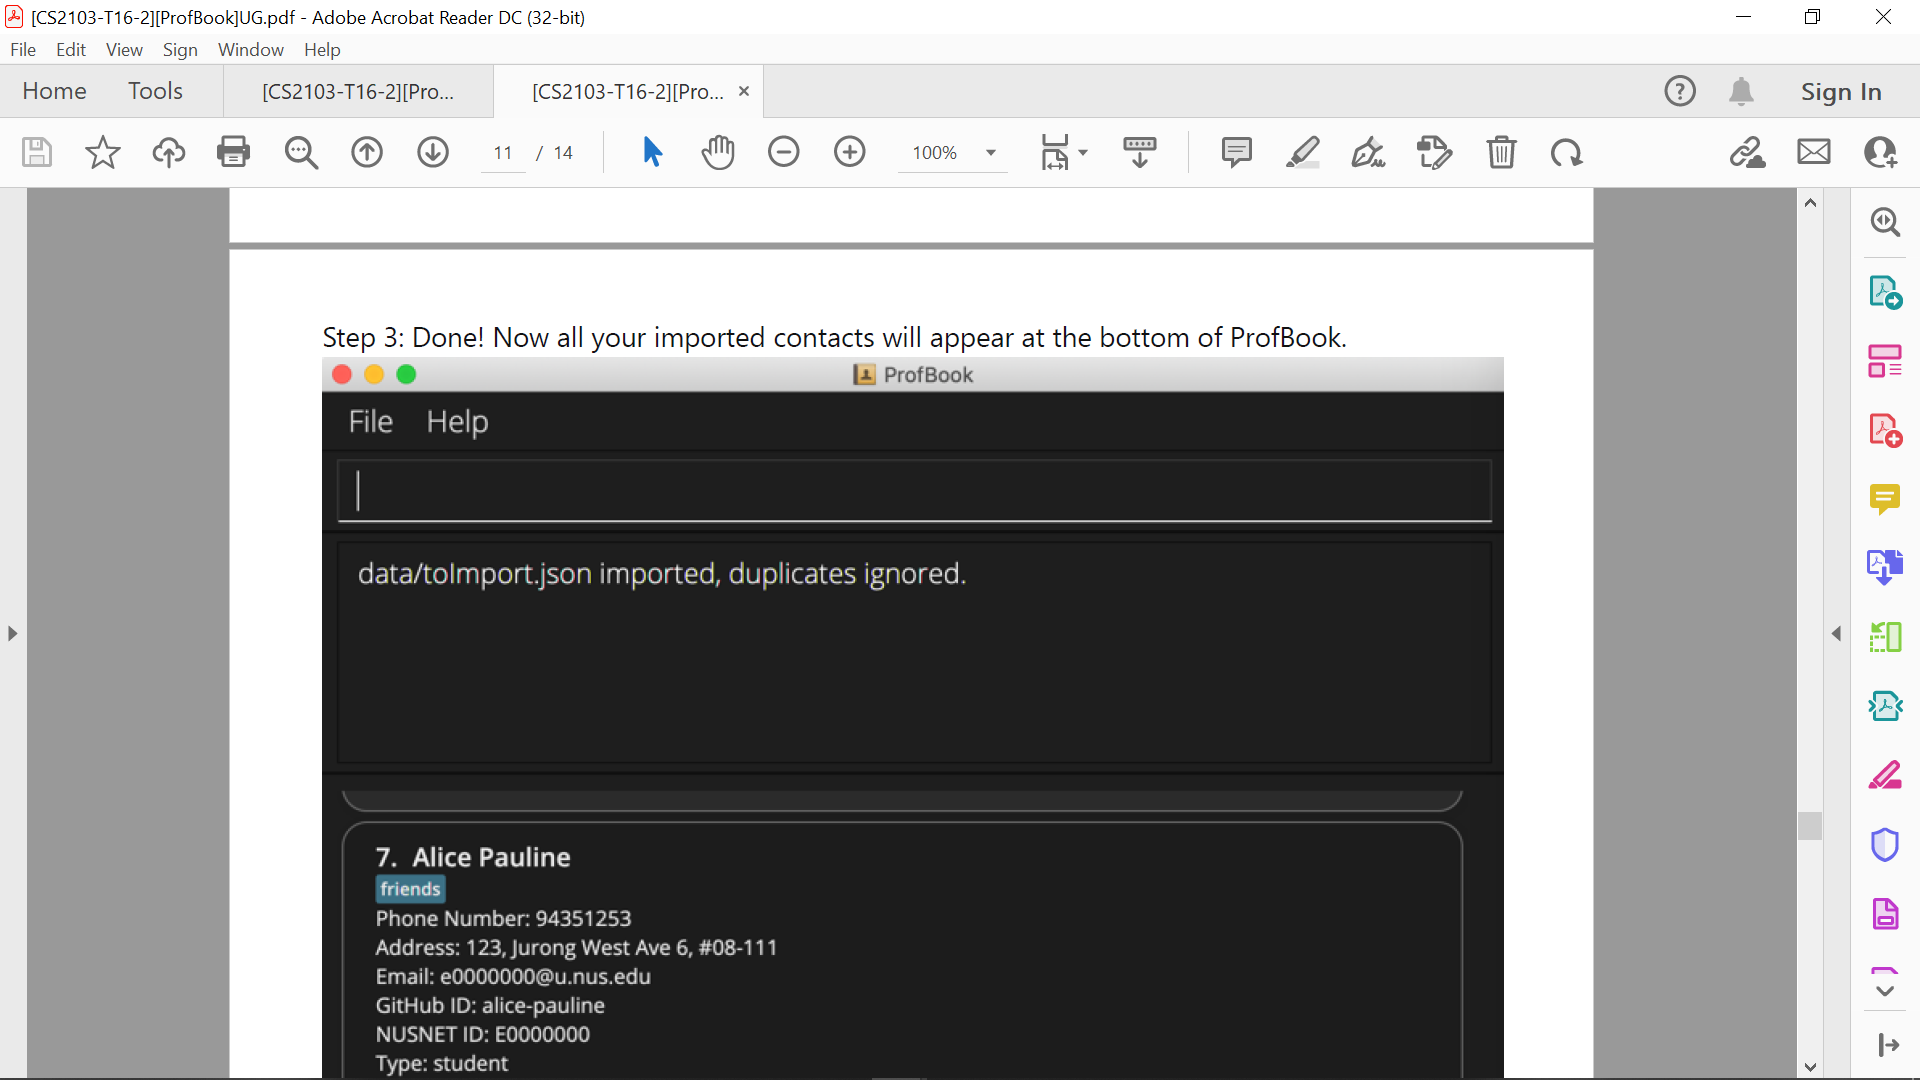 [CS2103-T16-2][ProfBook]UG.pdf - Adobe Acrobat Reader DC (32-bit)
File Edit View Sign Window Help
Home Tools [CS2103-T16-2][Pro... [CS2103-T16-2][Pro... Sign In
11 / 14 100%
Step 3: Done! Now all your imported contacts will appear at the bottom of ProfBook.
ProfBook
File Help
data/toImport.json imported, duplicates ignored.
7. Alice Pauline
friends
Phone Number: 94351253
Address: 123, Jurong West Ave 6, #08-111
Email: e0000000@u.nus.edu
GitHub ID: alice-pauline
NUSNET ID: E0000000
Type: student